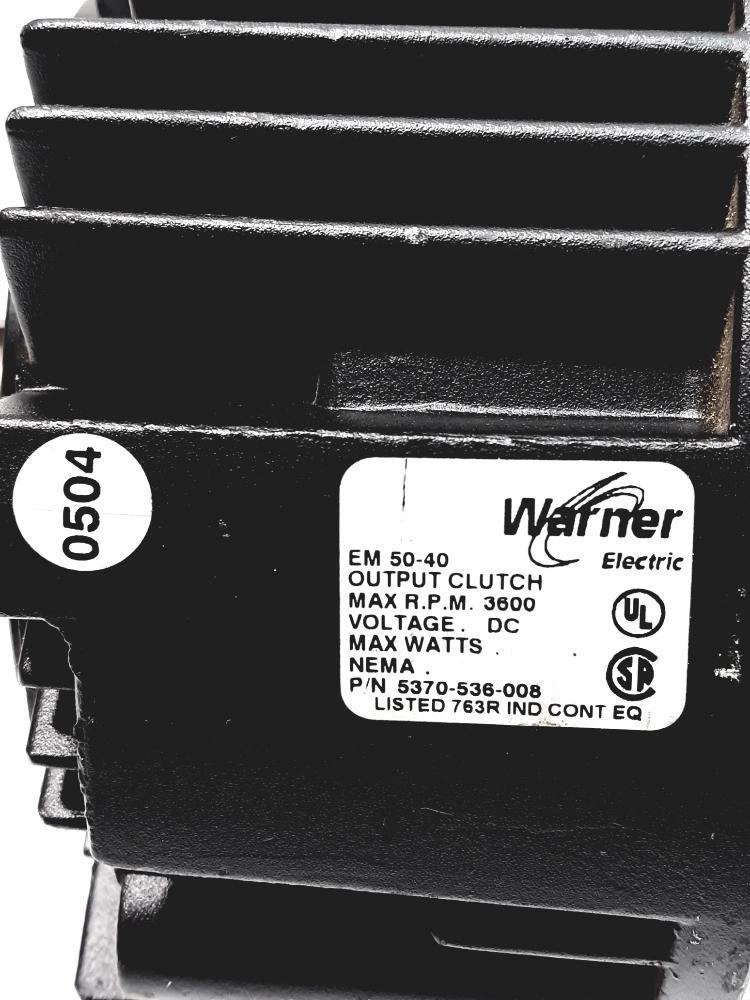 0504
Warner
Electric
EM 50-40
OUTPUT CLUTCH
MAX R.P.M. 3600
VOLTAGE. DC
MAX WATTS .
NEMA .
P/N 5370-536-008
LISTED 763R IND CONT EQ
UL
SA